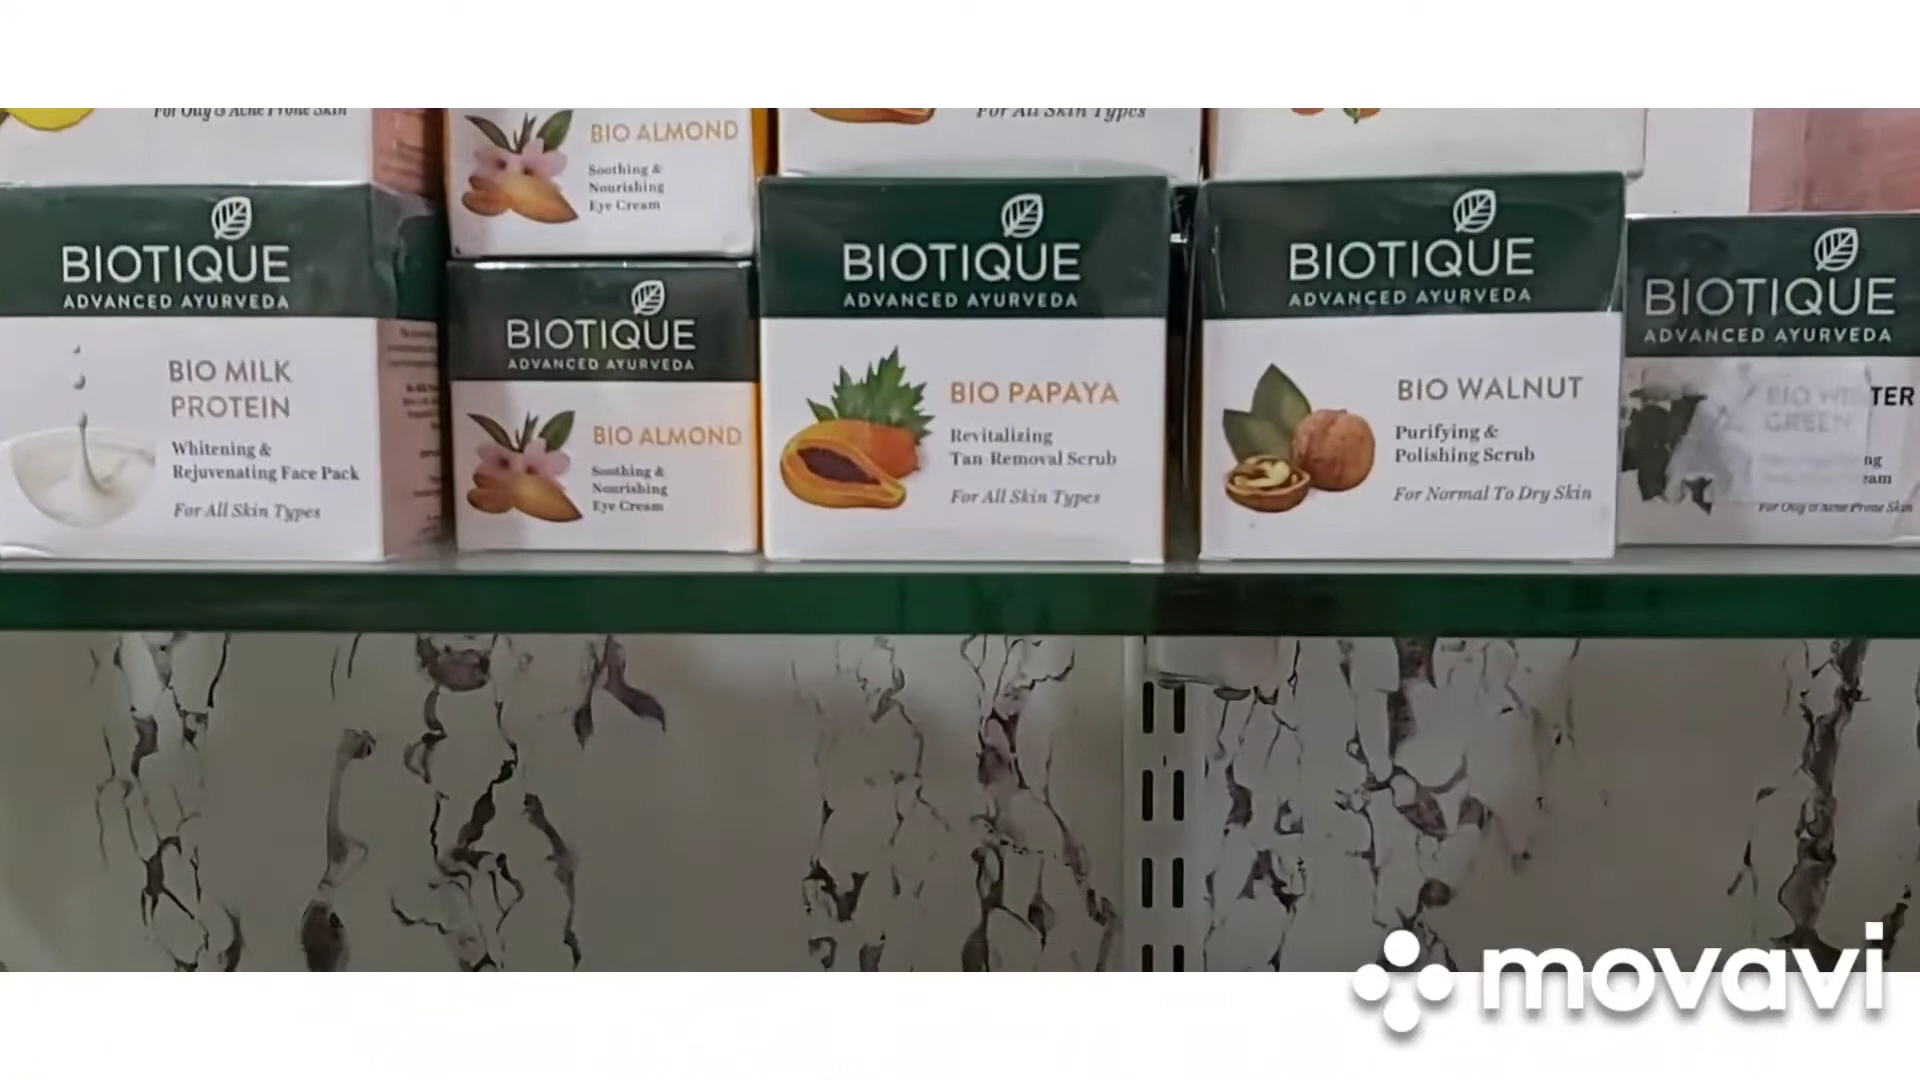 For Oily & Acne Prone Skin
BIO ALMOND
Soothing &
Nourishing
Eye Cream
For All Skin Types
BIOTIQUE
ADVANCED AYURVEDA
BIO MILK
PROTEIN
Whitening &
Rejuvenating Face Pack
For All Skin Types
BIOTIQUE
ADVANCED AYURVEDA
BIO ALMOND
Soothing &
Nourishing
Eye Cream
BIOTIQUE
ADVANCED AYURVEDA
BIO PAPAYA
Revitalizing
Tan-Removal Scrub
For All Skin Types
BIOTIQUE
ADVANCED AYURVEDA
BIO WALNUT
Purifying &
Polishing Scrub
For Normal To Dry Skin
BIOTIQUE
ADVANCED AYURVEDA
BIO WINTER
GREEN
For Oily & Acne Prone Skin
movavi